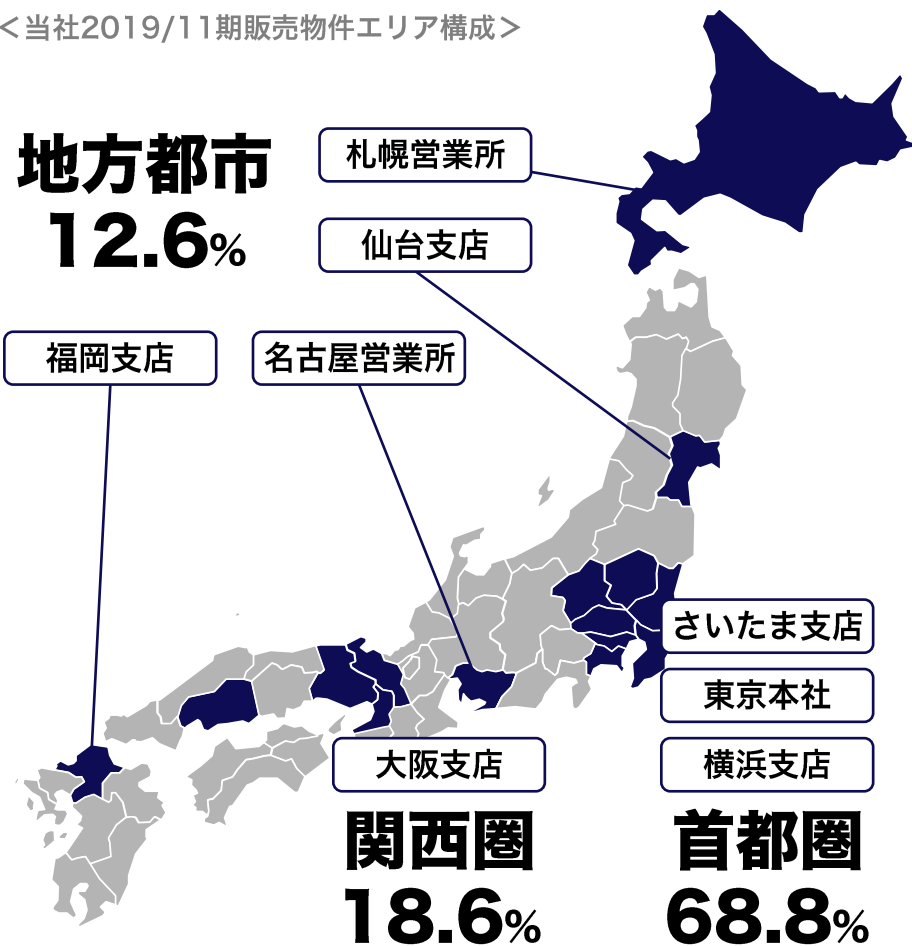 ＜当社2019/11期販売物件エリア構成＞
地方都市
12.6%
札幌営業所
仙台支店
福岡支店
名古屋営業所
さいたま支店
東京本社
大阪支店
横浜支店
関西圏
18.6%
首都圏
68.8%